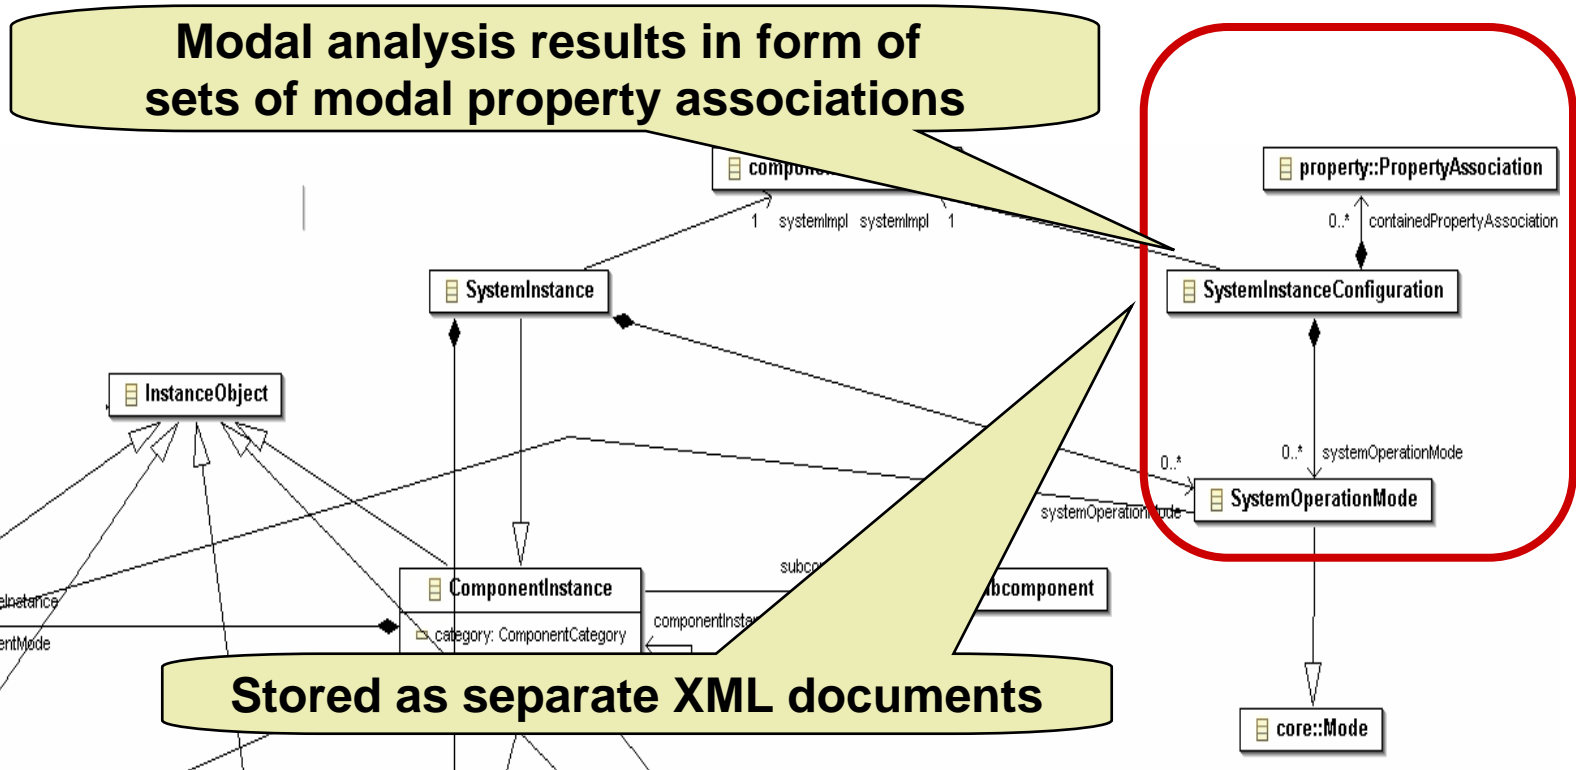 Modal analysis results in form of
sets of modal property associations
property::PropertyAssociation
1 systemImpl systemImpl 1
0..* containedPropertyAssociation
SystemInstance
SystemInstanceConfiguration
InstanceObject
0..*
0..* systemOperationMode
SystemOperationMode
systemOperationMode
ComponentInstance
category: ComponentCategory
Stored as separate XML documents
core::Mode